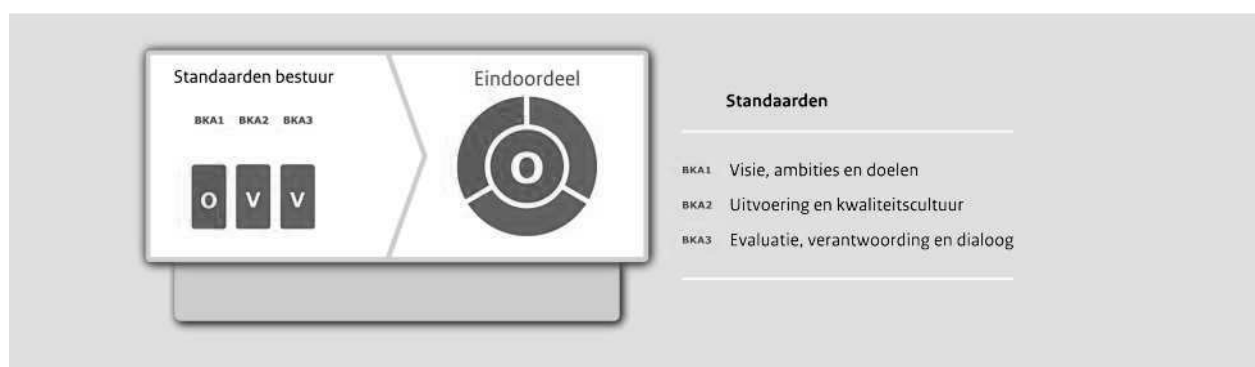 Standaarden bestuur
BKA1 BKA2 BKA3
O V V
Eindoordeel
O
Standaarden
BKA1 Visie, ambities en doelen
BKA2 Uitvoering en kwaliteitscultuur
BKA3 Evaluatie, verantwoording en dialoog